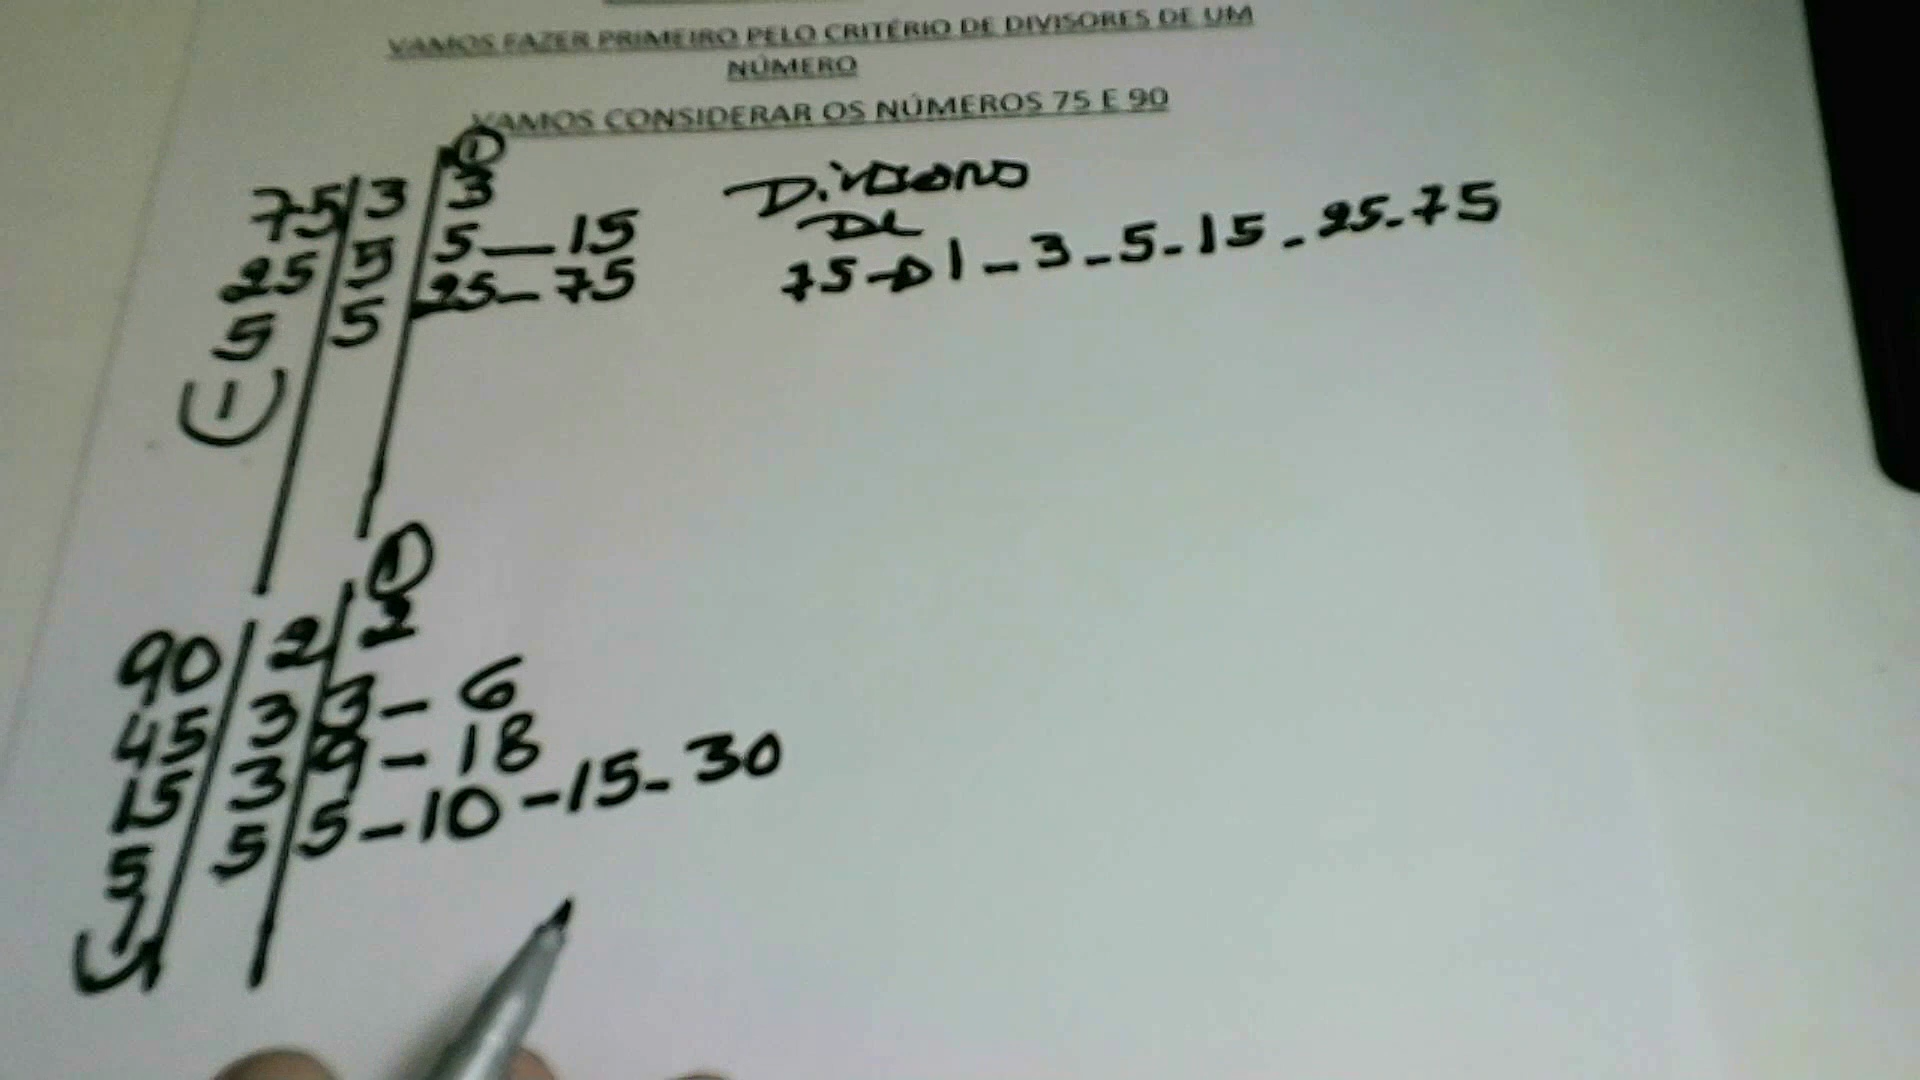 VAMOS FAZER PRIMEIRO PELO CRITÉRIO DE DIVISORES DE UM
NÚMERO
VAMOS CONSIDERAR OS NÚMEROS 75 E 90
1
75 3 3
25 5 5 — 15
5 5 25 - 75
1
DE
75 → 1 - 3 - 5 - 15 - 25 - 75
1
90 2 2
45 3 3 - 6
15 3 9 - 18
5 5 5 - 10 - 15 - 30
1